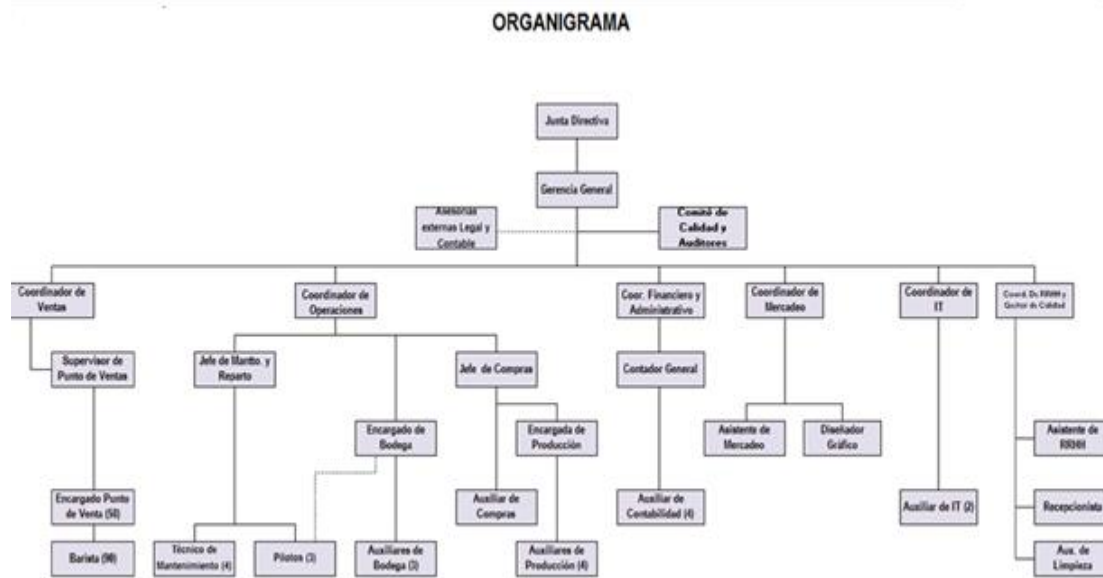 ORGANIGRAMA
Junta Directiva
Gerencia General
Asesorias
externas Legal y
Contable
Comité de
Calidad y
Auditores
Coordinador de
Ventas
Coordinador de
Operaciones
Coor. Financiero y
Administrativo
Coordinador de
Mercadeo
Coordinador de
IT
Coord. De RRHH y
Gestor de Calidad
Supervisor de
Punto de Ventas
Jefe de Mantto. y
Reparto
Jefe de Compras
Contador General
Encargado de
Bodega
Encargada de
Producción
Asistente de
Mercadeo
Diseñador
Gráfico
Asistente de
RRHH
Encargado Punto
de Venta (50)
Auxiliar de
Compras
Auxiliar de
Contabilidad (4)
Auxiliar de IT (2)
Recepcionista
Barista (90)
Técnico de
Mantenimiento (4)
Pilotos (3)
Auxiliares de
Bodega (3)
Auxiliares de
Producción (4)
Aux. de
Limpieza